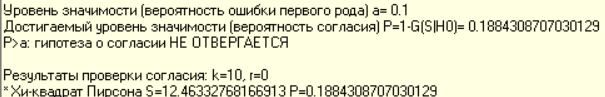 Уровень значимости (вероятность ошибки первого рода) a= 0.1
Достигаемый уровень значимости (вероятность согласия) P=1-G(S|H0)= 0.1884308707030129
P>a: гипотеза о согласии НЕ ОТВЕРГАЕТСЯ
Результаты проверки согласия: k=10, r=0
*Хи-квадрат Пирсона S=12.46332768166913 P=0.1884308707030129